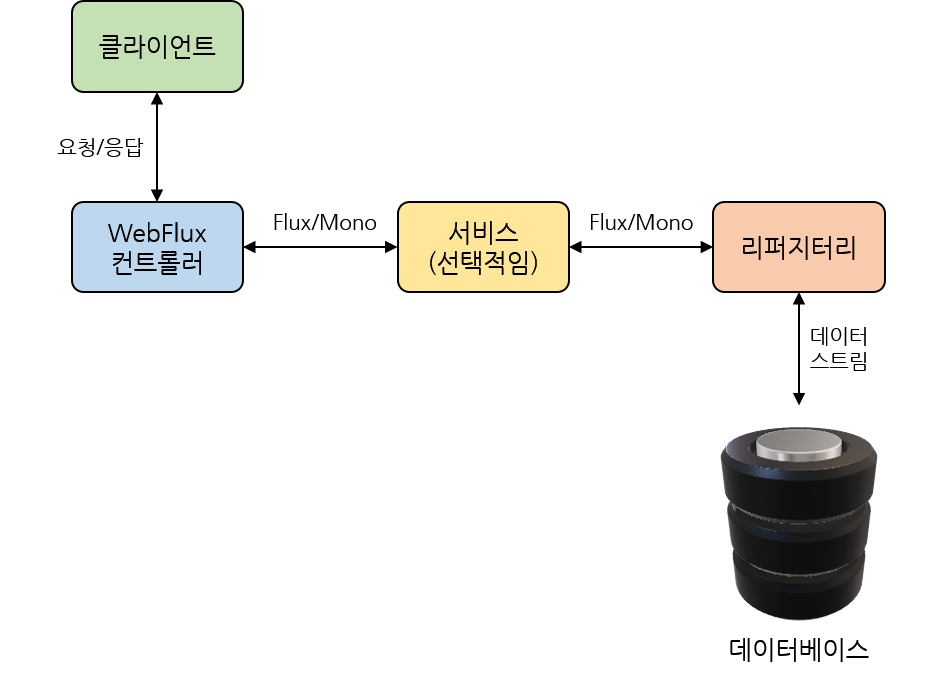 클라이언트
요청/응답
WebFlux
컨트롤러
Flux/Mono
서비스
(선택적임)
Flux/Mono
리퍼지터리
데이터
스트림
데이터베이스